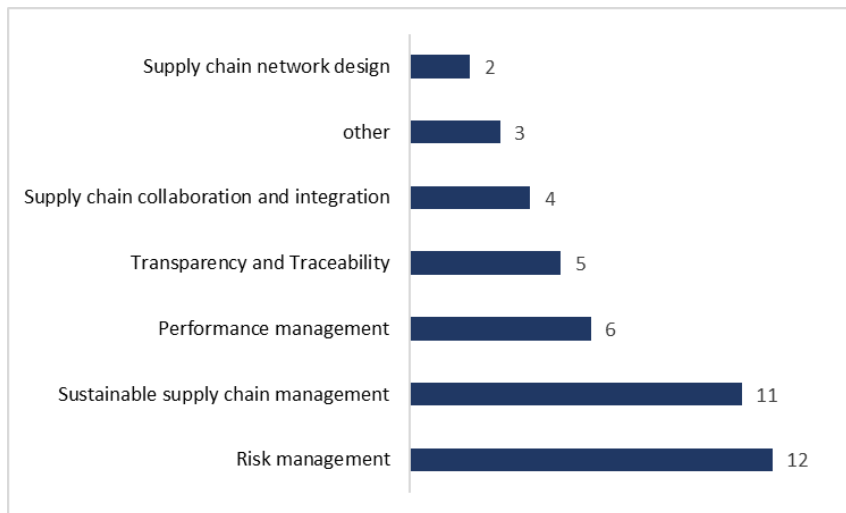 Supply chain network design 2
other 3
Supply chain collaboration and integration 4
Transparency and Traceability 5
Performance management 6
Sustainable supply chain management 11
Risk management 12